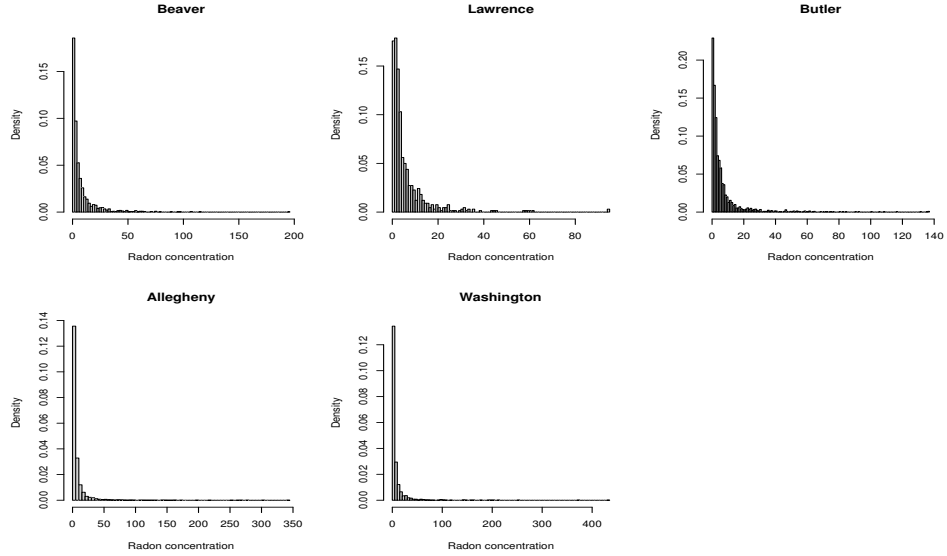 Beaver
Density
0.00 0.05 0.10 0.15
0 50 100 150 200
Radon concentration
Lawrence
Density
0.00 0.05 0.10 0.15
0 20 40 60 80
Radon concentration
Butler
Density
0.00 0.05 0.10 0.15 0.20
0 20 40 60 80 100 120 140
Radon concentration
Allegheny
Density
0.00 0.02 0.04 0.06 0.08 0.10 0.12 0.14
0 50 100 150 200 250 300 350
Radon concentration
Washington
Density
0.00 0.02 0.04 0.06 0.08 0.10 0.12
0 100 200 300 400
Radon concentration